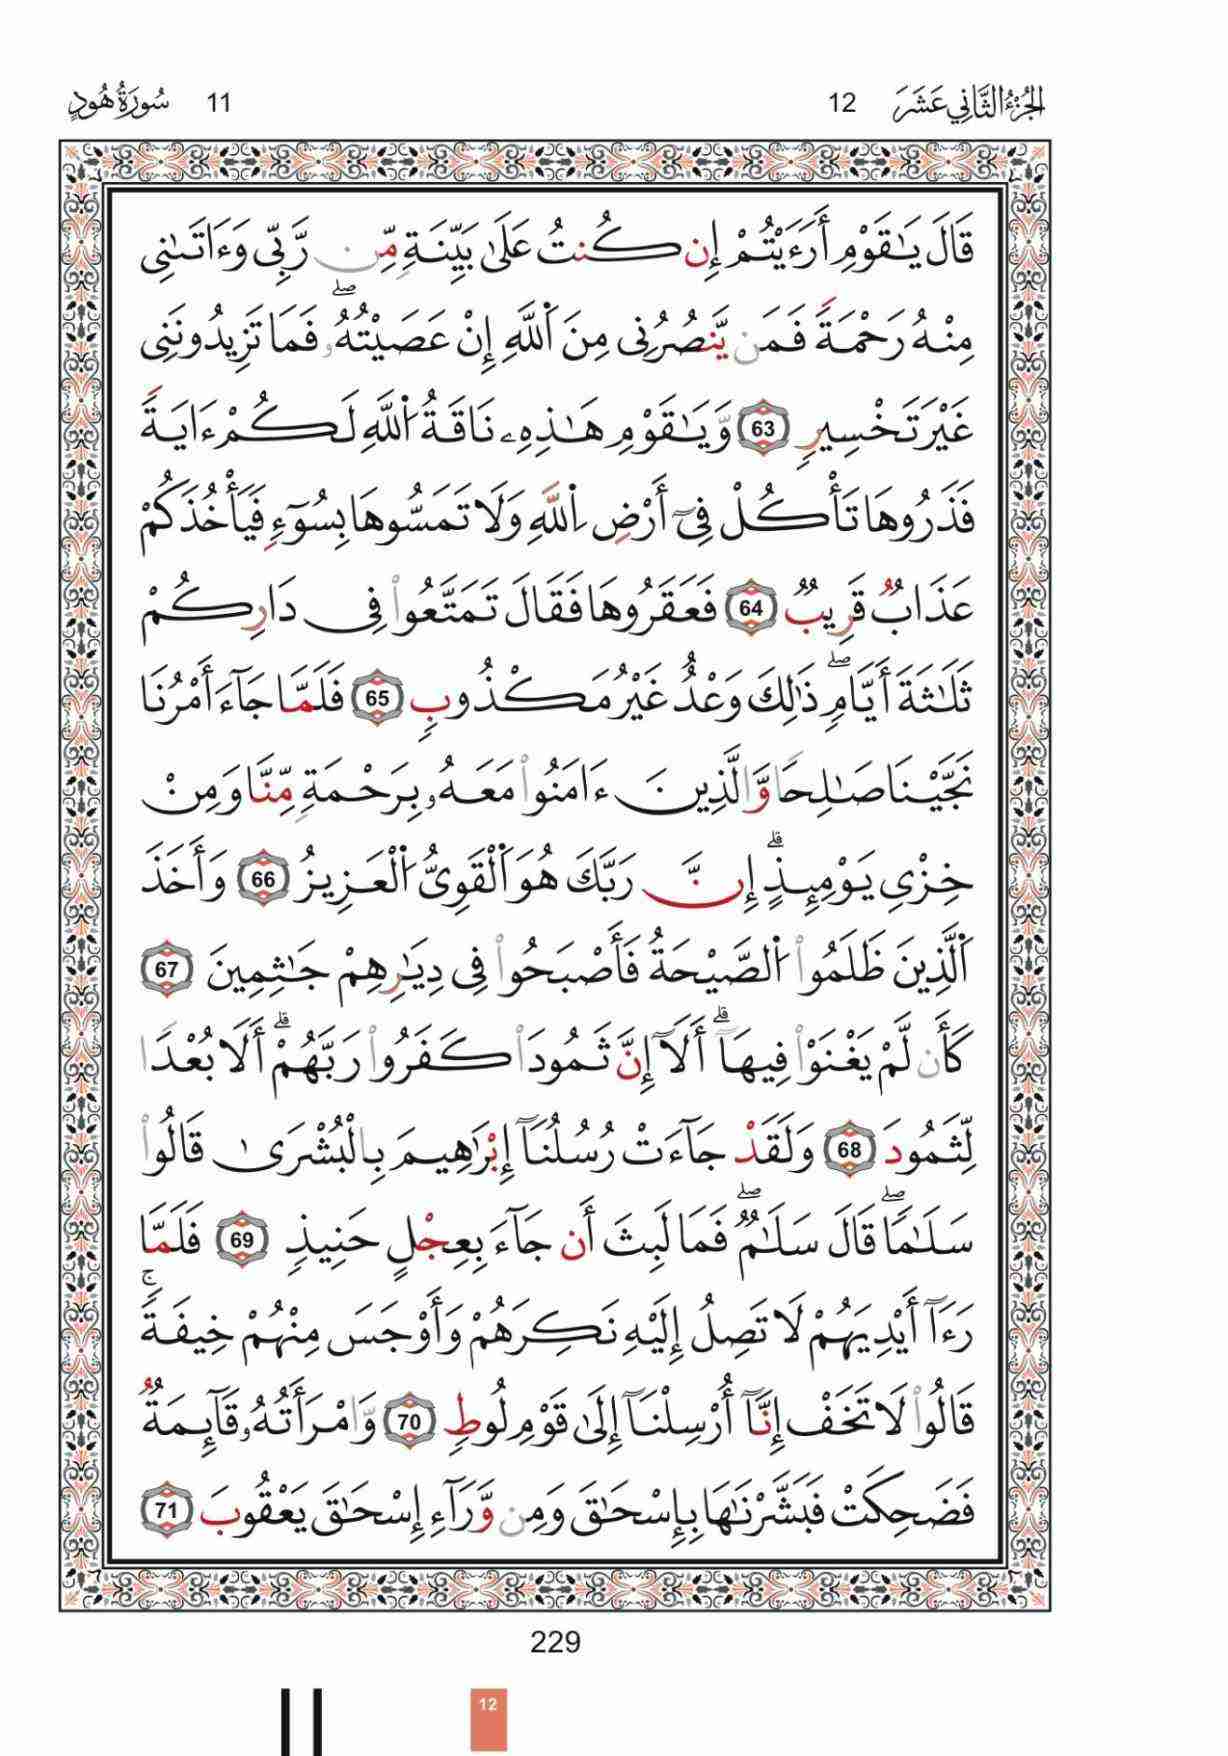 الجزء الثاني عشر 12 11 سورة هود
قَالَ يَـٰقَوْمِ أَرَءَيْتُمْ إِن كُنتُ عَلَىٰ بَيِّنَةٍ مِّن رَّبِّى وَءَاتَىٰنِى
مِنْهُ رَحْمَةً فَمَن يَّنصُرُنِى مِنَ ٱللَّهِ إِنْ عَصَيْتُهُۥ ۖ فَمَا تَزِيدُونَنِى
غَيْرَ تَخْسِيرٍ 63 وَّيَـٰقَوْمِ هَـٰذِهِۦ نَاقَةُ ٱللَّهِ لَكُمْ ءَايَةً
فَذَرُوهَا تَأْكُلْ فِىٓ أَرْضِ ٱللَّهِ وَلَا تَمَسُّوهَا بِسُوٓءٍ فَيَأْخُذَكُمْ
عَذَابٌ قَرِيبٌ 64 فَعَقَرُوهَا فَقَالَ تَمَتَّعُوا۟ فِى دَارِكُمْ
ثَلَـٰثَةَ أَيَّامٍ ۖ ذَٰلِكَ وَعْدٌ غَيْرُ مَكْذُوبٍ 65 فَلَمَّا جَآءَ أَمْرُنَا
نَجَّيْنَا صَـٰلِحًا وَّالَّذِينَ ءَامَنُوا۟ مَعَهُۥ بِرَحْمَةٍ مِّنَّا وَمِنْ
خِزْىِ يَوْمِئِذٍ ۗ إِنَّ رَبَّكَ هُوَ ٱلْقَوِىُّ ٱلْعَزِيزُ 66 وَأَخَذَ
ٱلَّذِينَ ظَلَمُوا۟ ٱلصَّيْحَةُ فَأَصْبَحُوا۟ فِى دِيَـٰرِهِمْ جَـٰثِمِينَ 67
كَأَن لَّمْ يَغْنَوْا۟ فِيهَآ ۗ أَلَآ إِنَّ ثَمُودَا۟ كَفَرُوا۟ رَبَّهُمْ ۗ أَلَا بُعْدًا
لِّثَمُودَ 68 وَلَقَدْ جَآءَتْ رُسُلُنَآ إِبْرَٰهِيمَ بِالْبُشْرَىٰ قَالُوا۟
سَلَـٰمًا ۖ قَالَ سَلَـٰمٌ ۖ فَمَا لَبِثَ أَن جَآءَ بِعِجْلٍ حَنِيذٍ 69 فَلَمَّا
رَءَآ أَيْدِيَهُمْ لَا تَصِلُ إِلَيْهِ نَكِرَهُمْ وَأَوْجَسَ مِنْهُمْ خِيفَةً ۚ
قَالُوا۟ لَا تَخَفْ إِنَّآ أُرْسِلْنَآ إِلَىٰ قَوْمِ لُوطٍ 70 وَّامْرَأَتُهُۥ قَآئِمَةٌ
فَضَحِكَتْ فَبَشَّرْنَـٰهَا بِإِسْحَـٰقَ وَمِن وَّرَآءِ إِسْحَـٰقَ يَعْقُوبَ 71
229
12